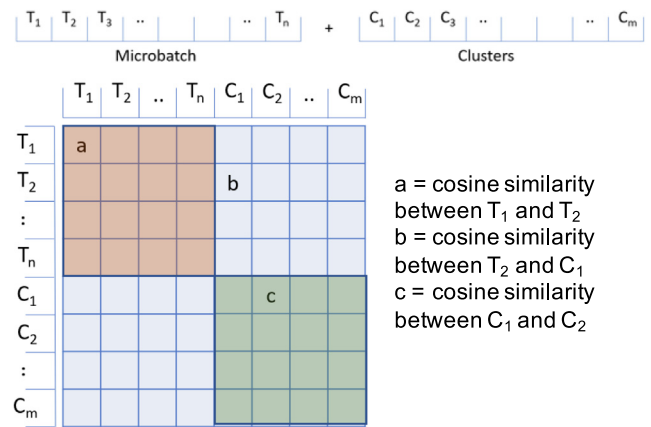 T₁ T₂ T₃ .. .. Tₙ + C₁ C₂ C₃ .. .. Cₘ
Microbatch Clusters
T₁ T₂ .. Tₙ C₁ C₂ .. Cₘ
T₁ a
T₂ b
:
Tₙ
C₁ c
C₂
:
Cₘ
a = cosine similarity
between T₁ and T₂
b = cosine similarity
between T₂ and C₁
c = cosine similarity
between C₁ and C₂